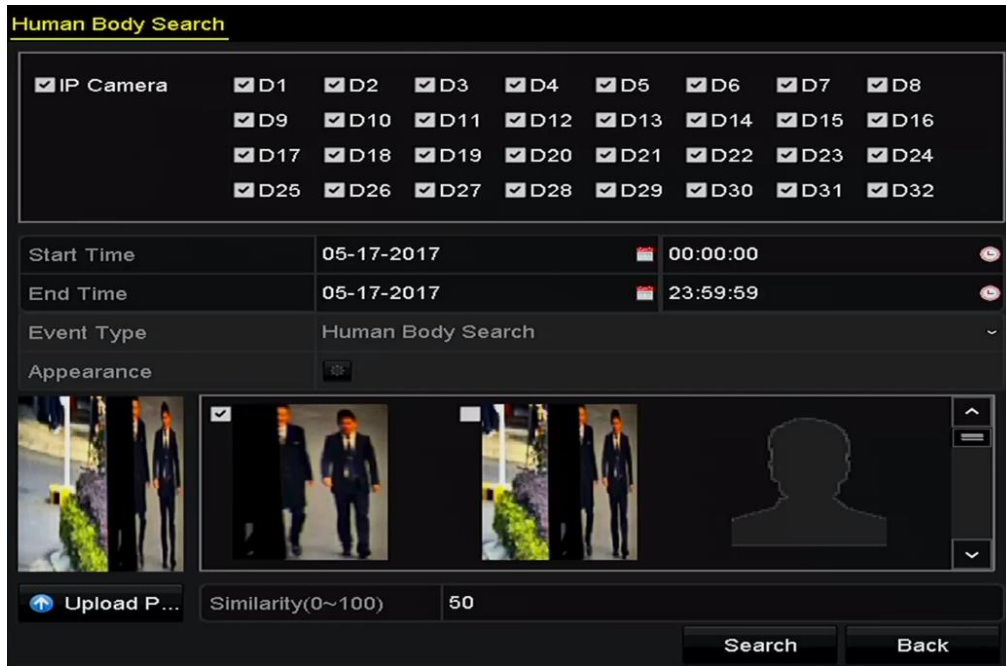 Human Body Search
IP Camera D1 D2 D3 D4 D5 D6 D7 D8
D9 D10 D11 D12 D13 D14 D15 D16
D17 D18 D19 D20 D21 D22 D23 D24
D25 D26 D27 D28 D29 D30 D31 D32
Start Time 05-17-2017 00:00:00
End Time 05-17-2017 23:59:59
Event Type Human Body Search
Appearance
Upload P... Similarity(0~100) 50
Search Back